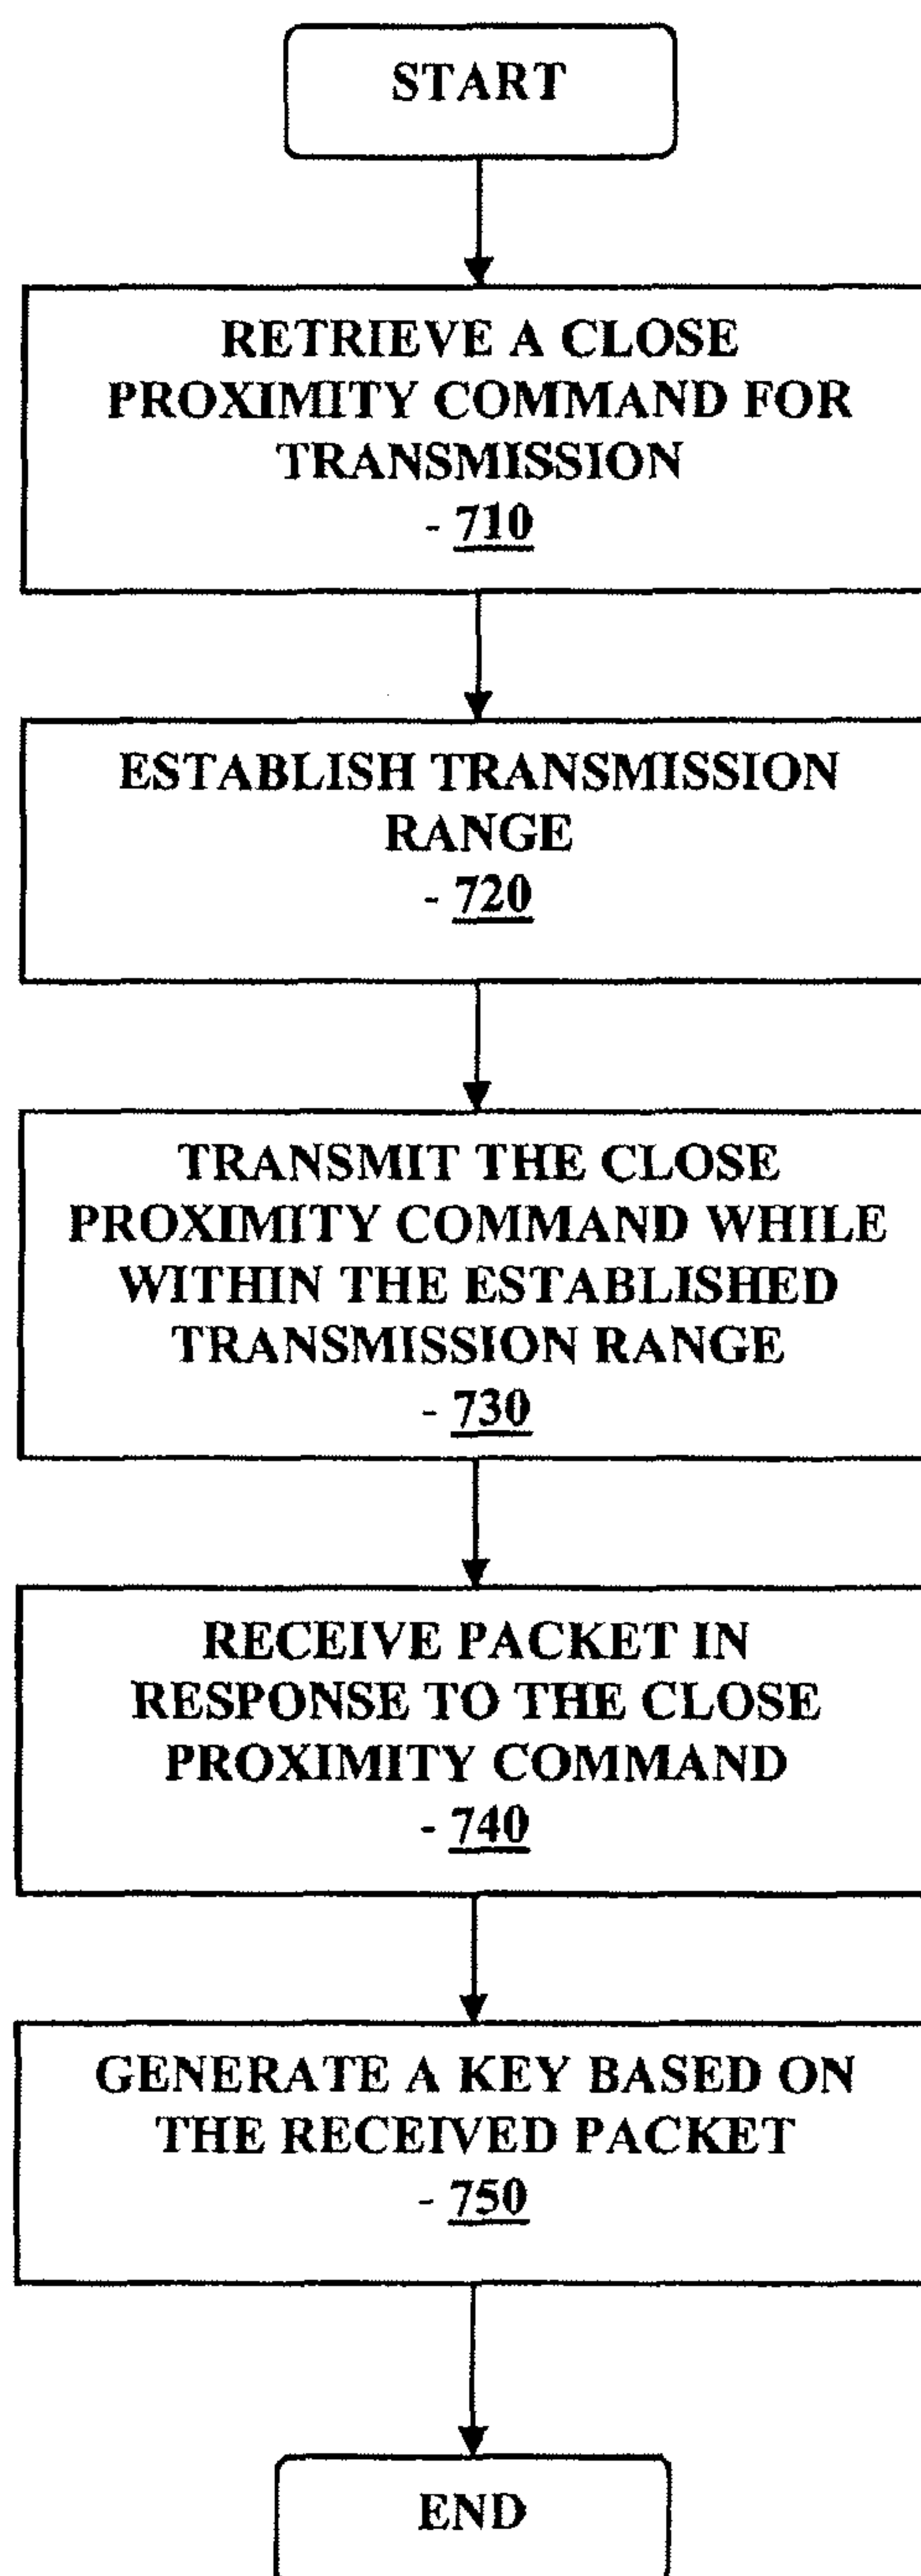 START
RETRIEVE A CLOSE
PROXIMITY COMMAND FOR
TRANSMISSION
- 710
ESTABLISH TRANSMISSION
RANGE
- 720
TRANSMIT THE CLOSE
PROXIMITY COMMAND WHILE
WITHIN THE ESTABLISHED
TRANSMISSION RANGE
- 730
RECEIVE PACKET IN
RESPONSE TO THE CLOSE
PROXIMITY COMMAND
- 740
GENERATE A KEY BASED ON
THE RECEIVED PACKET
- 750
END